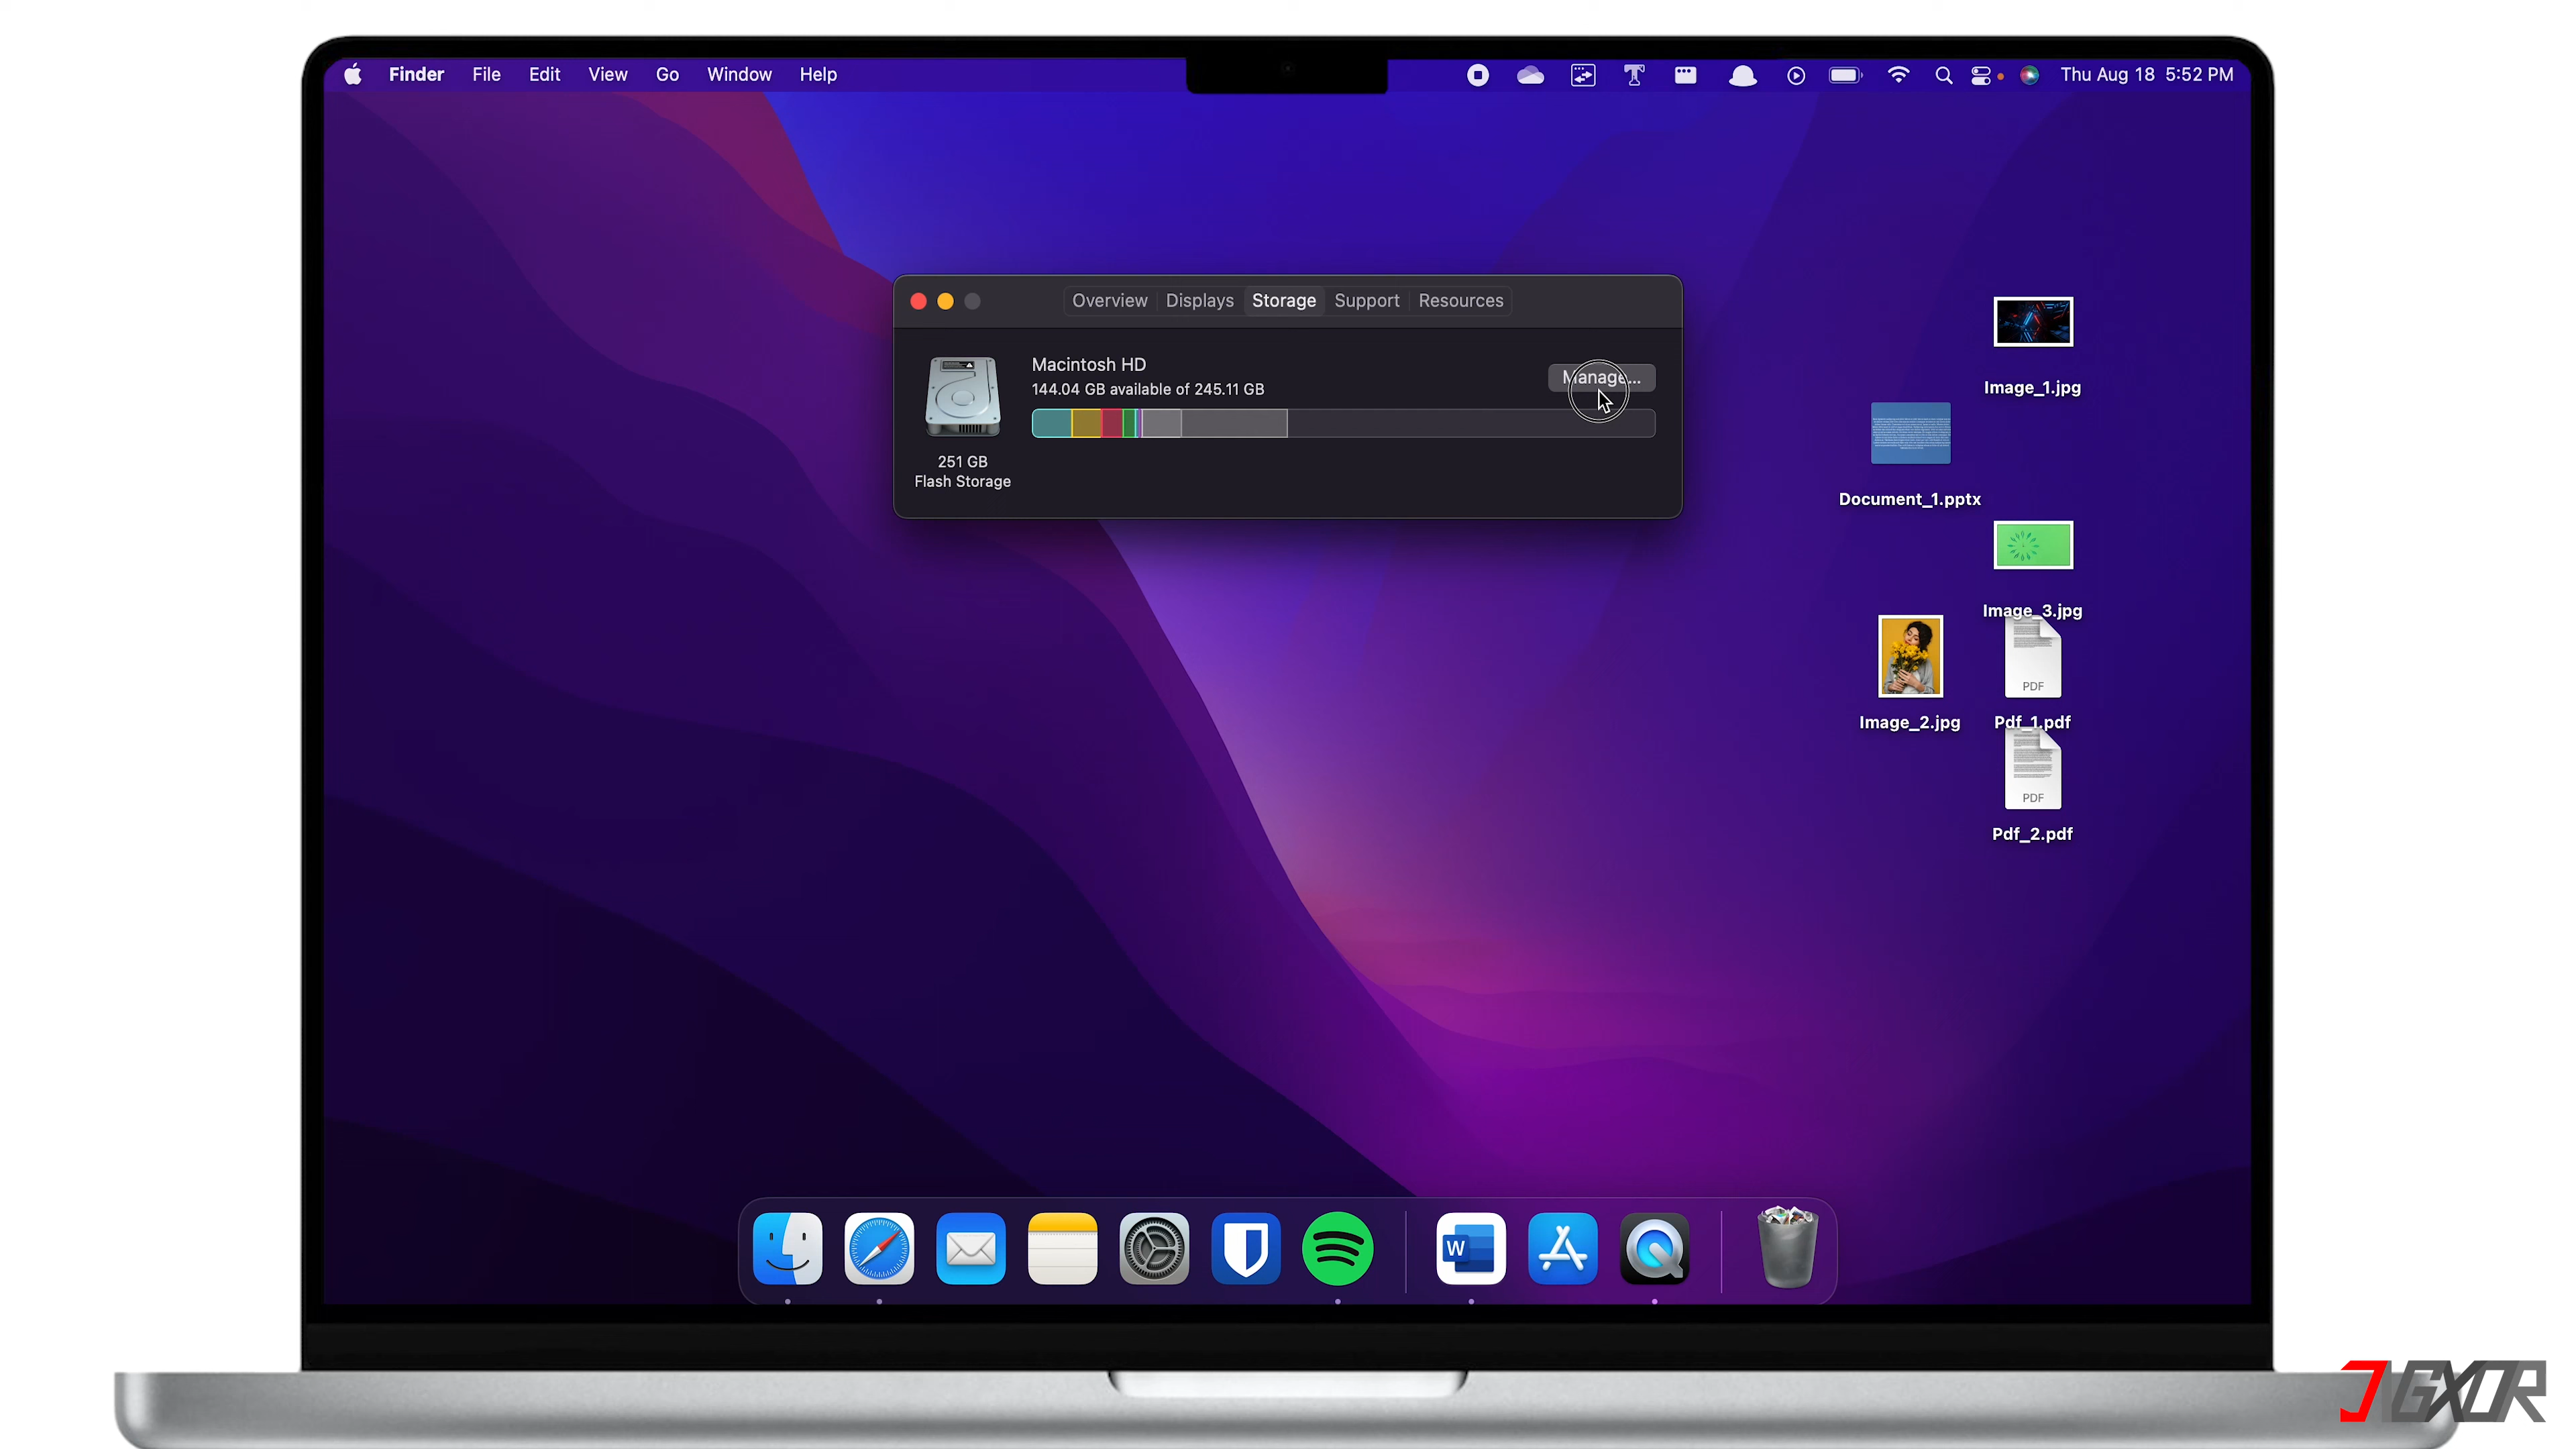 Finder File Edit View Go Window Help Thu Aug 18 5:52 PM
Overview Displays Storage Support Resources
Macintosh HD
144.04 GB available of 245.11 GB
Manage...
251 GB
Flash Storage
Image_1.jpg
Document_1.pptx
Image_3.jpg
PDF
Image_2.jpg
Pdf_1.pdf
PDF
Pdf_2.pdf
W
JIGXOR